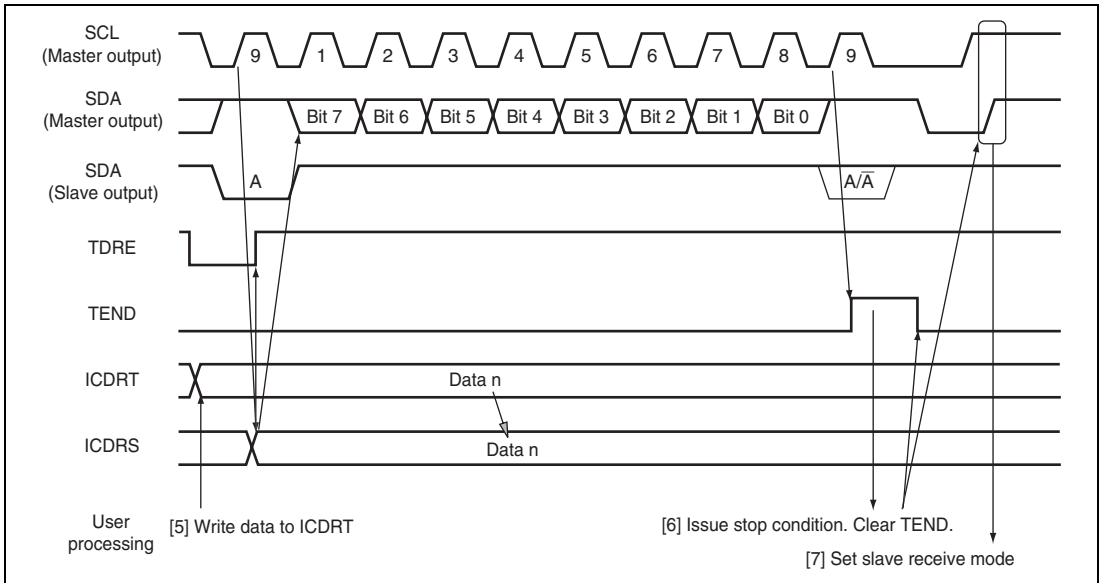 SCL
(Master output)
9 1 2 3 4 5 6 7 8 9
SDA
(Master output)
Bit 7 Bit 6 Bit 5 Bit 4 Bit 3 Bit 2 Bit 1 Bit 0
SDA
(Slave output)
A A/A̅
TDRE
TEND
ICDRT
Data n
ICDRS
Data n
User
processing
[5] Write data to ICDRT
[6] Issue stop condition. Clear TEND.
[7] Set slave receive mode